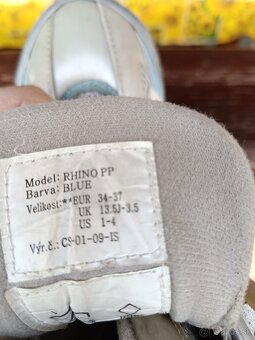 Model: RHINO PP
Barva: BLUE
Velikost: **EUR 34-37
UK 13.5J-3.5
US 1-4
Výr.č.: CS-01-09-IS